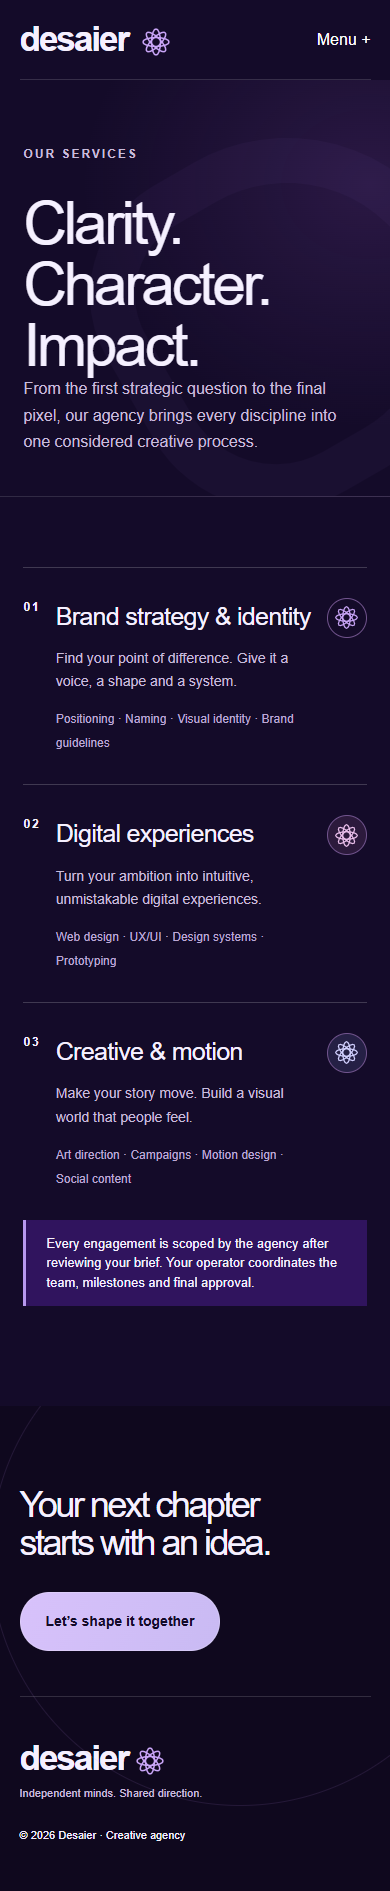 desaier
Menu +
OUR SERVICES
Clarity.
Character.
Impact.
From the first strategic question to the final
pixel, our agency brings every discipline into
one considered creative process.
01
Brand strategy & identity
Find your point of difference. Give it a
voice, a shape and a system.
Positioning · Naming · Visual identity · Brand
guidelines
02
Digital experiences
Turn your ambition into intuitive,
unmistakable digital experiences.
Web design · UX/UI · Design systems ·
Prototyping
03
Creative & motion
Make your story move. Build a visual
world that people feel.
Art direction · Campaigns · Motion design ·
Social content
Every engagement is scoped by the agency after
reviewing your brief. Your operator coordinates the
team, milestones and final approval.
Your next chapter
starts with an idea.
Let’s shape it together
desaier
Independent minds. Shared direction.
© 2026 Desaier · Creative agency